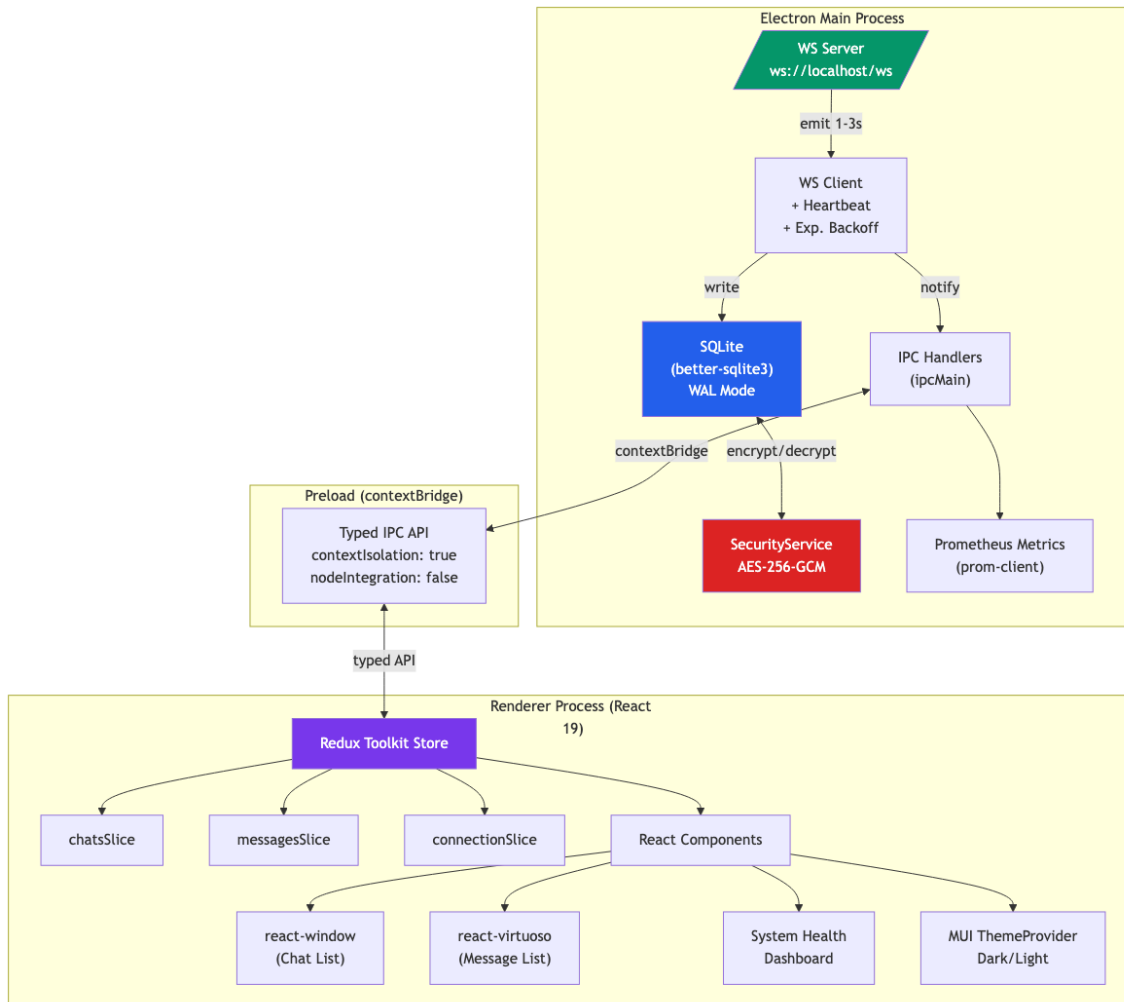 Electron Main Process
WS Server
ws://localhost/ws
emit 1-3s
WS Client
+ Heartbeat
+ Exp. Backoff
write
notify
SQLite
(better-sqlite3)
WAL Mode
IPC Handlers
(ipcMain)
contextBridge
encrypt/decrypt
Preload (contextBridge)
Typed IPC API
contextIsolation: true
nodeIntegration: false
SecurityService
AES-256-GCM
Prometheus Metrics
(prom-client)
typed API
Renderer Process (React
19)
Redux Toolkit Store
chatsSlice
messagesSlice
connectionSlice
React Components
react-window
(Chat List)
react-virtuoso
(Message List)
System Health
Dashboard
MUI ThemeProvider
Dark/Light